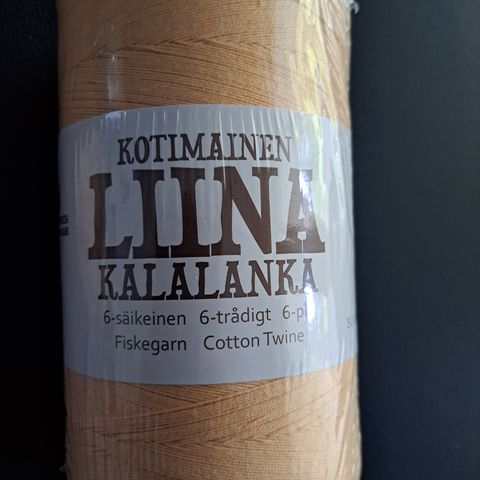 KOTIMAINEN
LIINA
KALALANKA
6-säikeinen 6-trådigt
Fiskegarn Cotton Twine